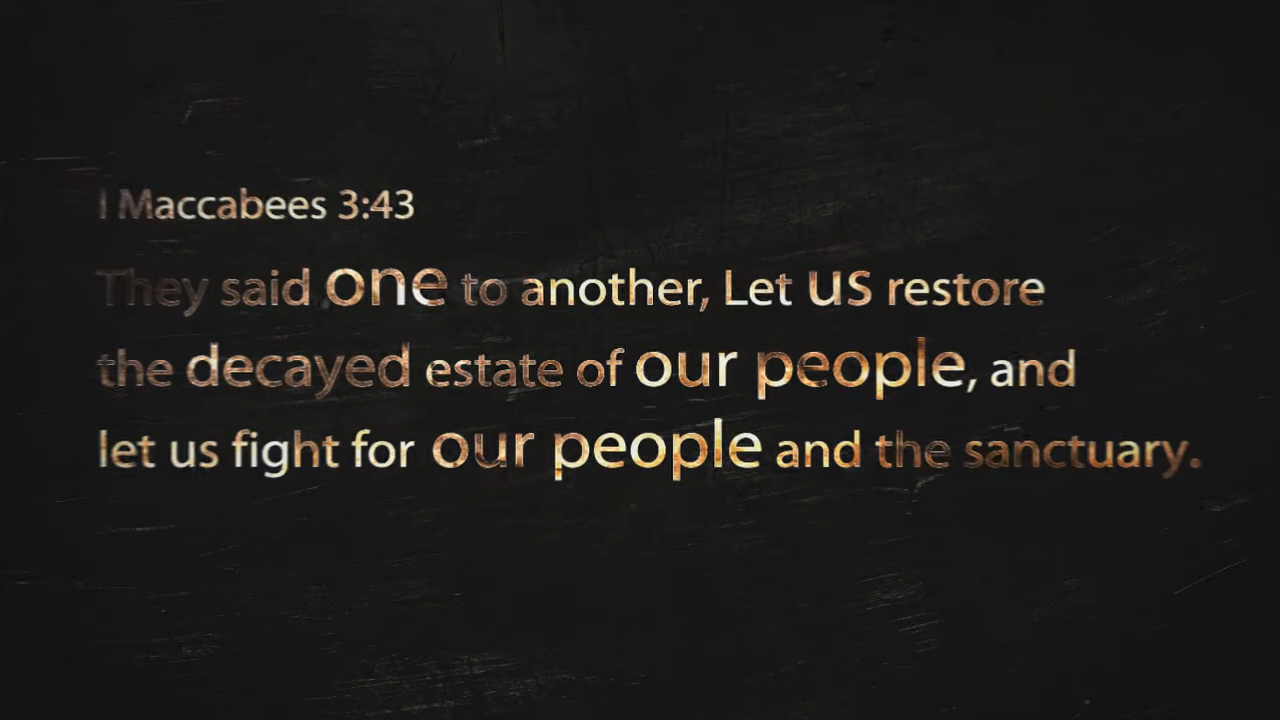 I Maccabees 3:43
They said one to another, Let us restore
the decayed estate of our people, and
let us fight for our people and the sanctuary.